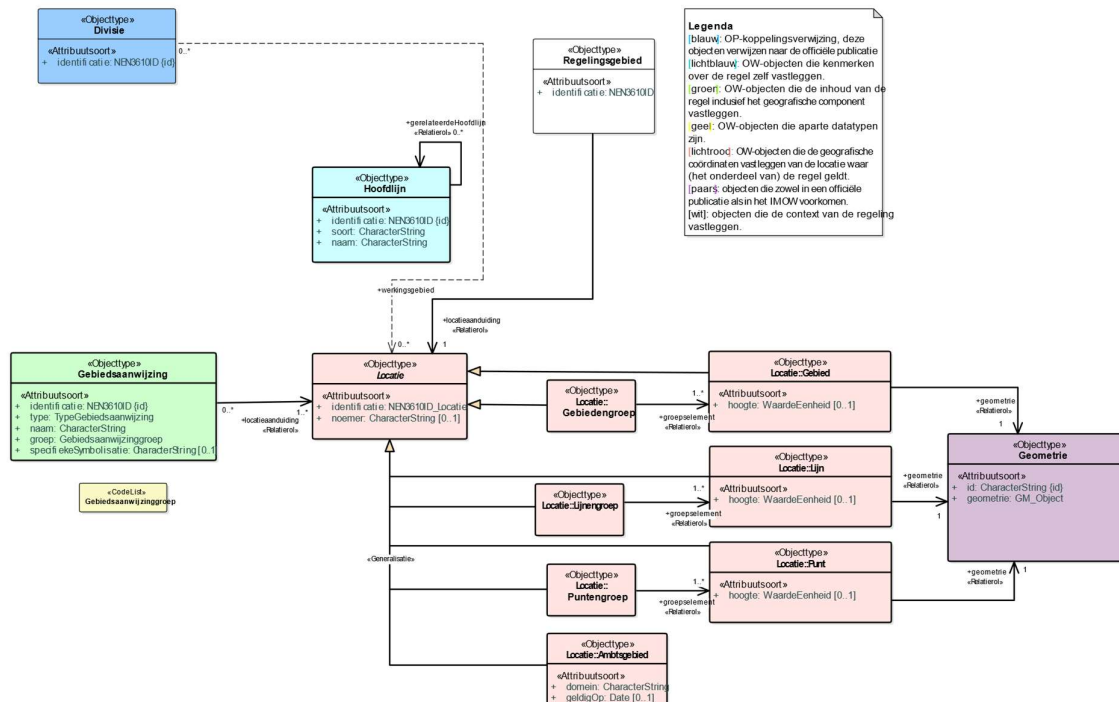 «Objecttype»
Divisie
«Attribuutsoort»
+ identificatie: NEN3610ID {id}
0..*
«Objecttype»
Regelingsgebied
«Attribuutsoort»
+ identificatie: NEN3610ID
Legenda
[blauw]: OP-koppelingsverwijzing, deze
objecten verwijzen naar de officiële publicatie
[lichtblauw]: OW-objecten die kenmerken
over de regel zelf vastleggen.
[groen]: OW-objecten die de inhoud van de
regel inclusief het geografische component
vastleggen.
[geel]: OW-objecten die aparte datatypen
zijn.
[lichtrood]: OW-objecten die de geografische
coördinaten vastleggen van de locatie waar
(het onderdeel van) de regel geldt.
[paars]: objecten die zowel in een officiële
publicatie als in het IMOW voorkomen.
[wit]: objecten die de context van de regeling
vastleggen.
+gerelateerdeHoofdlijn
«Relatierol» 0..*
«Objecttype»
Hoofdlijn
«Attribuutsoort»
+ identificatie: NEN3610ID {id}
+ soort: CharacterString
+ naam: CharacterString
+werkingsgebied
0..*
+locatieaanduiding
«Relatierol»
1
«Objecttype»
Gebiedsaanwijzing
«Attribuutsoort»
+ identificatie: NEN3610ID {id}
+ type: TypeGebiedsaanwijzing
+ naam: CharacterString
+ groep: Gebiedsaanwijzinggroep
+ specifiekeSymbolisatie: CharacterString [0..1
0..*
+locatieaanduiding
«Relatierol»
1..*
«Objecttype»
Locatie
«Attribuutsoort»
+ identificatie: NEN3610ID_Locatie
+ noemer: CharacterString [0..1]
«Objecttype»
Locatie::
Gebiedengroep
1..*
+groepselement
«Relatierol»
«Objecttype»
Locatie::Gebied
«Attribuutsoort»
+ hoogte: WaardeEenheid [0..1]
+geometrie
«Relatierol»
1
«CodeList»
Gebiedsaanwijzinggroep
«Objecttype»
Locatie::Lijnengroep
1..*
+groepselement
«Relatierol»
«Objecttype»
Locatie::Lijn
«Attribuutsoort»
+ hoogte: WaardeEenheid [0..1]
+geometrie
«Relatierol»
1
«Objecttype»
Geometrie
«Attribuutsoort»
+ id: CharacterString {id}
+ geometrie: GM_Object
«Generalisatie»
«Objecttype»
Locatie::
Puntengroep
1..*
+groepselement
«Relatierol»
«Objecttype»
Locatie::Punt
«Attribuutsoort»
+ hoogte: WaardeEenheid [0..1]
+geometrie
«Relatierol»
1
«Objecttype»
Locatie::Ambtsgebied
«Attribuutsoort»
+ domein: CharacterString
+ geldigOp: Date [0..1]